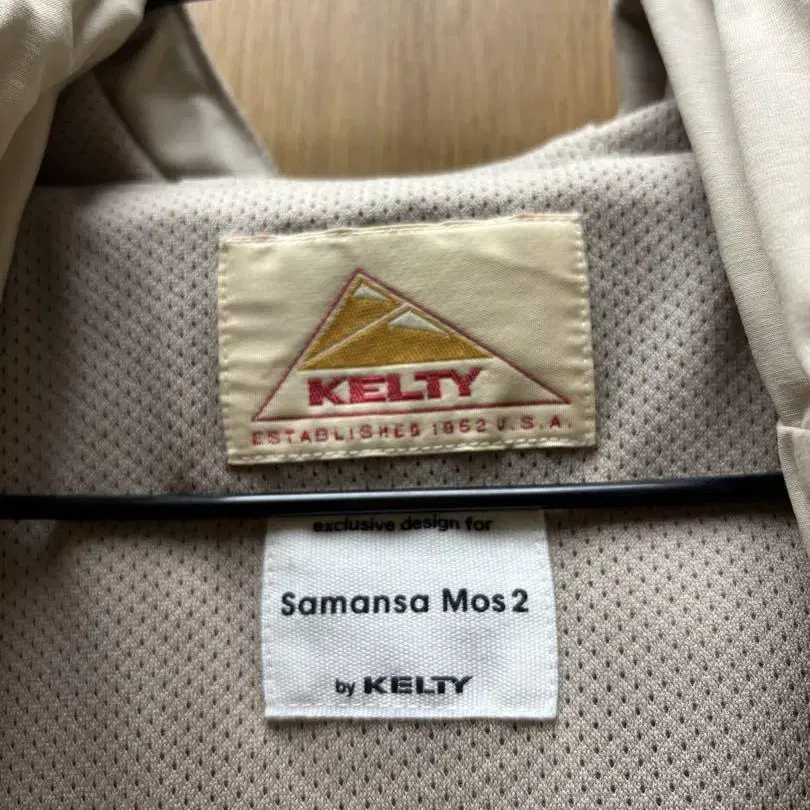 KELTY
ESTABLISHED 1952 U.S.A.
exclusive design for
Samansa Mos2
by KELTY